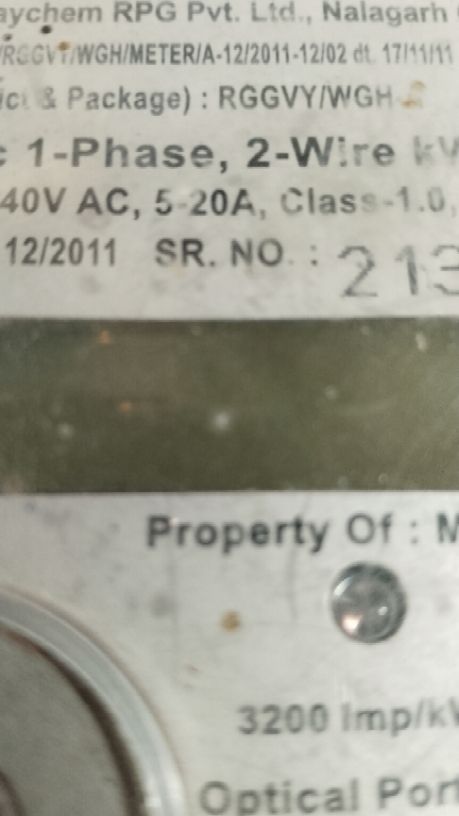 aychem RPG Pvt. Ltd., Nalagarh
/RGGVY/WGH/METER/A-12/2011-12/02 dt. 17/11/11
& Package) : RGGVY/WGH
1-Phase, 2-Wire
40V AC, 5-20A, Class-1.0,
12/2011 SR. NO. : 213
Property Of : M
3200 Imp/k
Optical Port